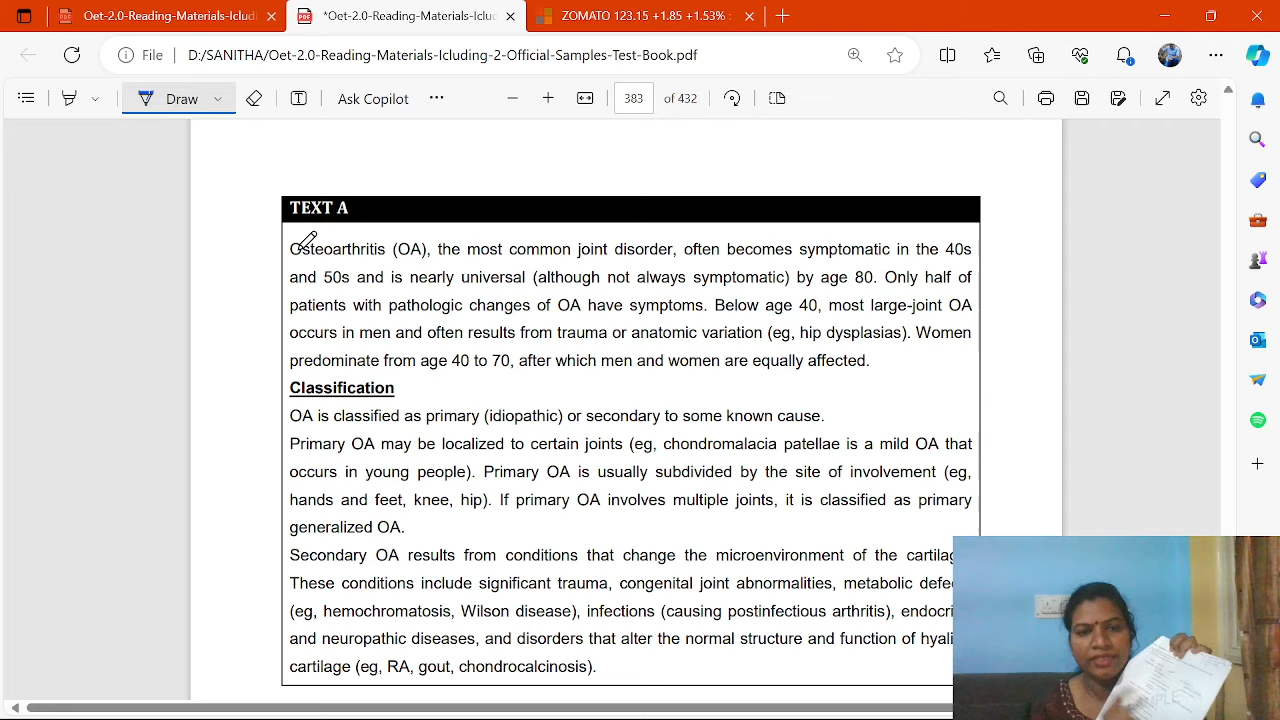 Oet-2.0-Reading-Materials-Icludi
*Oet-2.0-Reading-Materials-Icluc
ZOMATO 123.15 +1.85 +1.53% :
File
D:/SANITHA/Oet-2.0-Reading-Materials-Icluding-2-Official-Samples-Test-Book.pdf
Draw
Ask Copilot
383 of 432
TEXT A
Osteoarthritis (OA), the most common joint disorder, often becomes symptomatic in the 40s
and 50s and is nearly universal (although not always symptomatic) by age 80. Only half of
patients with pathologic changes of OA have symptoms. Below age 40, most large-joint OA
occurs in men and often results from trauma or anatomic variation (eg, hip dysplasias). Women
predominate from age 40 to 70, after which men and women are equally affected.
Classification
OA is classified as primary (idiopathic) or secondary to some known cause.
Primary OA may be localized to certain joints (eg, chondromalacia patellae is a mild OA that
occurs in young people). Primary OA is usually subdivided by the site of involvement (eg,
hands and feet, knee, hip). If primary OA involves multiple joints, it is classified as primary
generalized OA.
Secondary OA results from conditions that change the microenvironment of the cartilag
These conditions include significant trauma, congenital joint abnormalities, metabolic defe
(eg, hemochromatosis, Wilson disease), infections (causing postinfectious arthritis), endocri
and neuropathic diseases, and disorders that alter the normal structure and function of hyali
cartilage (eg, RA, gout, chondrocalcinosis).